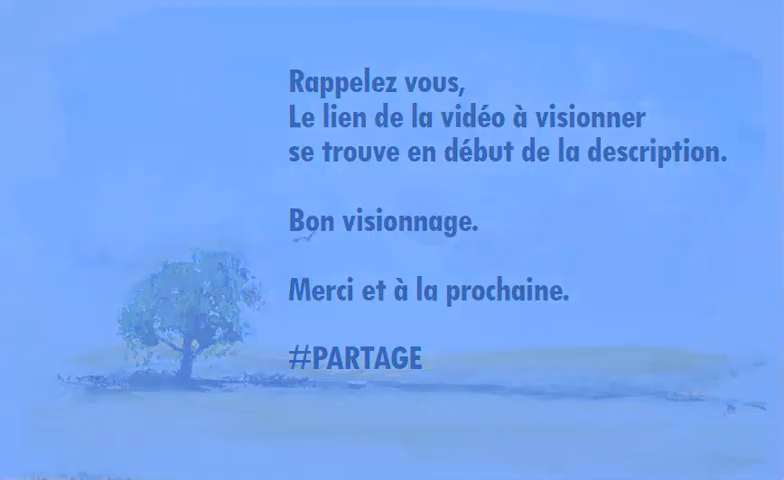 Rappelez vous,
Le lien de la vidéo à visionner
se trouve en début de la description.
Bon visionnage.
Merci et à la prochaine.
#PARTAGE